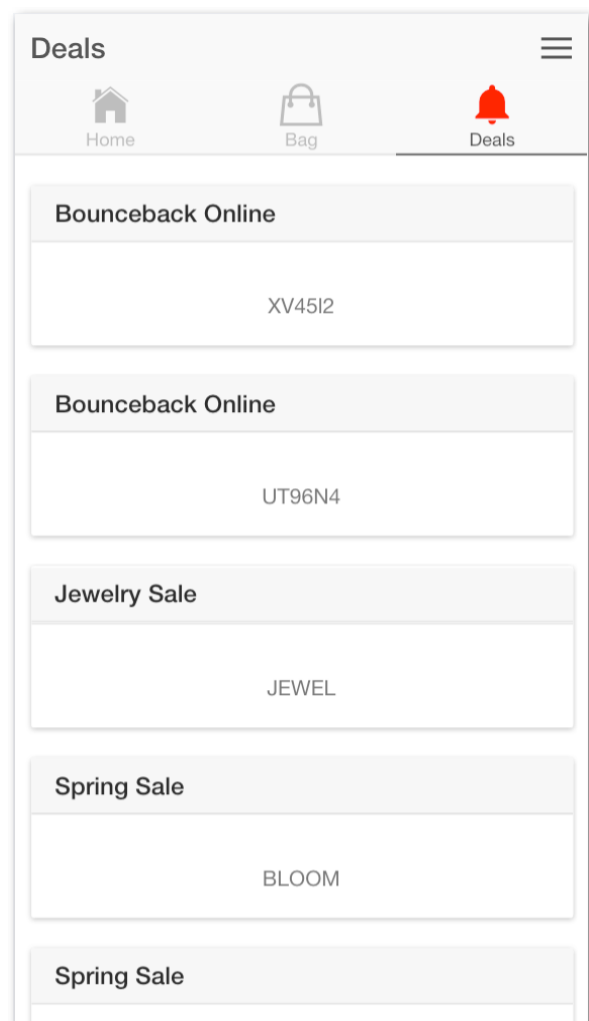 Deals
Home
Bag
Deals
Bounceback Online
XV45I2
Bounceback Online
UT96N4
Jewelry Sale
JEWEL
Spring Sale
BLOOM
Spring Sale